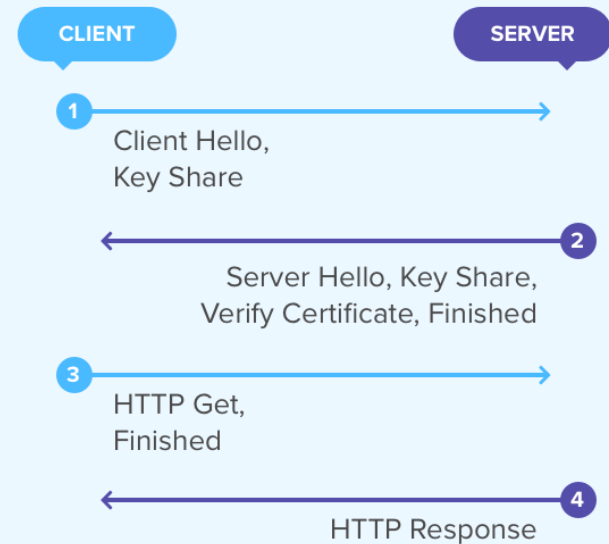 CLIENT
SERVER
1
Client Hello,
Key Share
2
Server Hello, Key Share,
Verify Certificate, Finished
3
HTTP Get,
Finished
4
HTTP Response